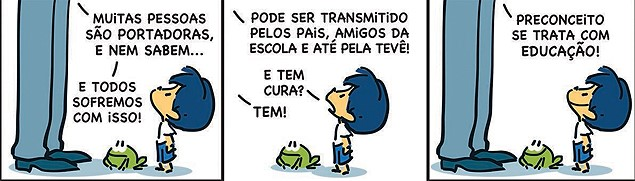 MUITAS PESSOAS
SÃO PORTADORAS,
E NEM SABEM...
E TODOS
SOFREMOS
COM ISSO!
PODE SER TRANSMITIDO
PELOS PAIS, AMIGOS DA
ESCOLA E ATÉ PELA TEVÊ!
E TEM
CURA?
TEM!
PRECONCEITO
SE TRATA COM
EDUCAÇÃO!